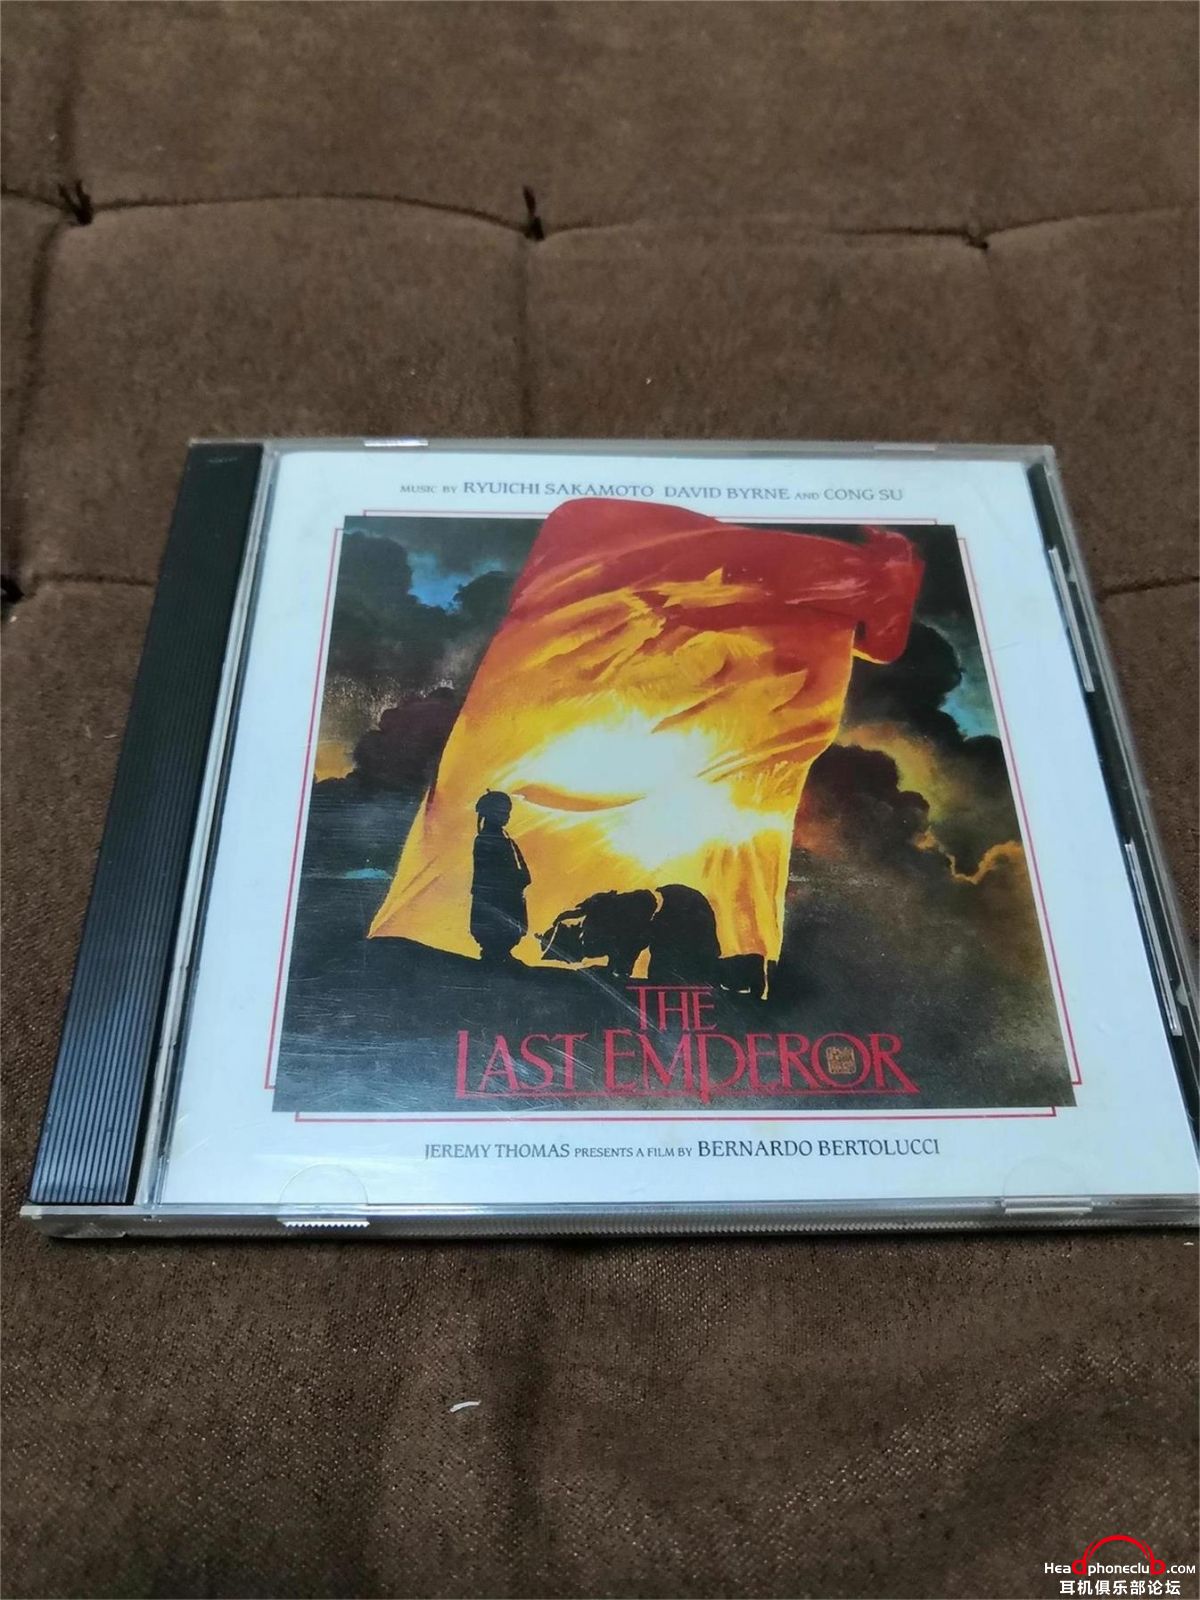 MUSIC BY RYUICHI SAKAMOTO DAVID BYRNE AND CONG SU
THE
LAST EMPEROR
JEREMY THOMAS PRESENTS A FILM BY BERNARDO BERTOLUCCI
Headphoneclub.COM
耳机俱乐部论坛